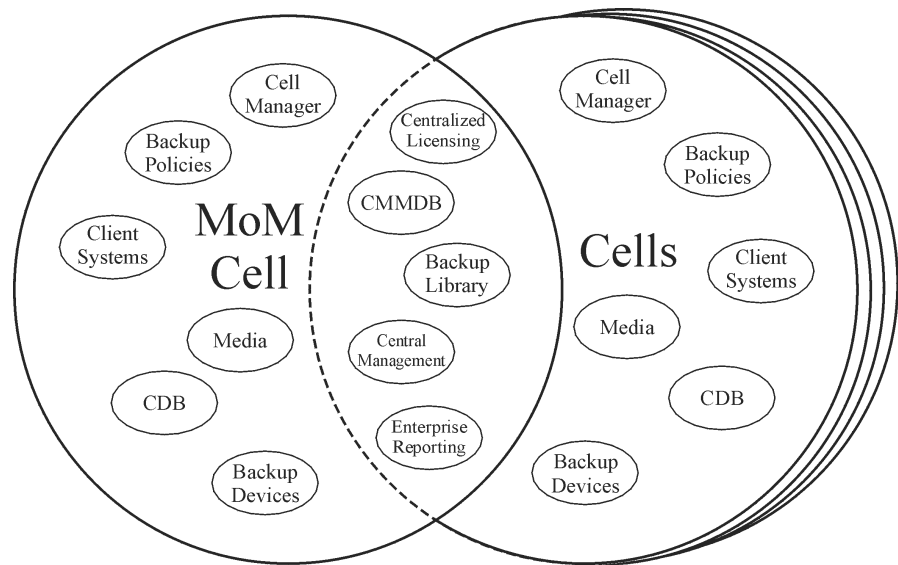 Cell
Manager
Backup
Policies
Client
Systems
MoM
Cell
Media
CDB
Backup
Devices
Centralized
Licensing
CMMDB
Backup
Library
Central
Management
Enterprise
Reporting
Cell
Manager
Backup
Policies
Cells
Client
Systems
Media
CDB
Backup
Devices